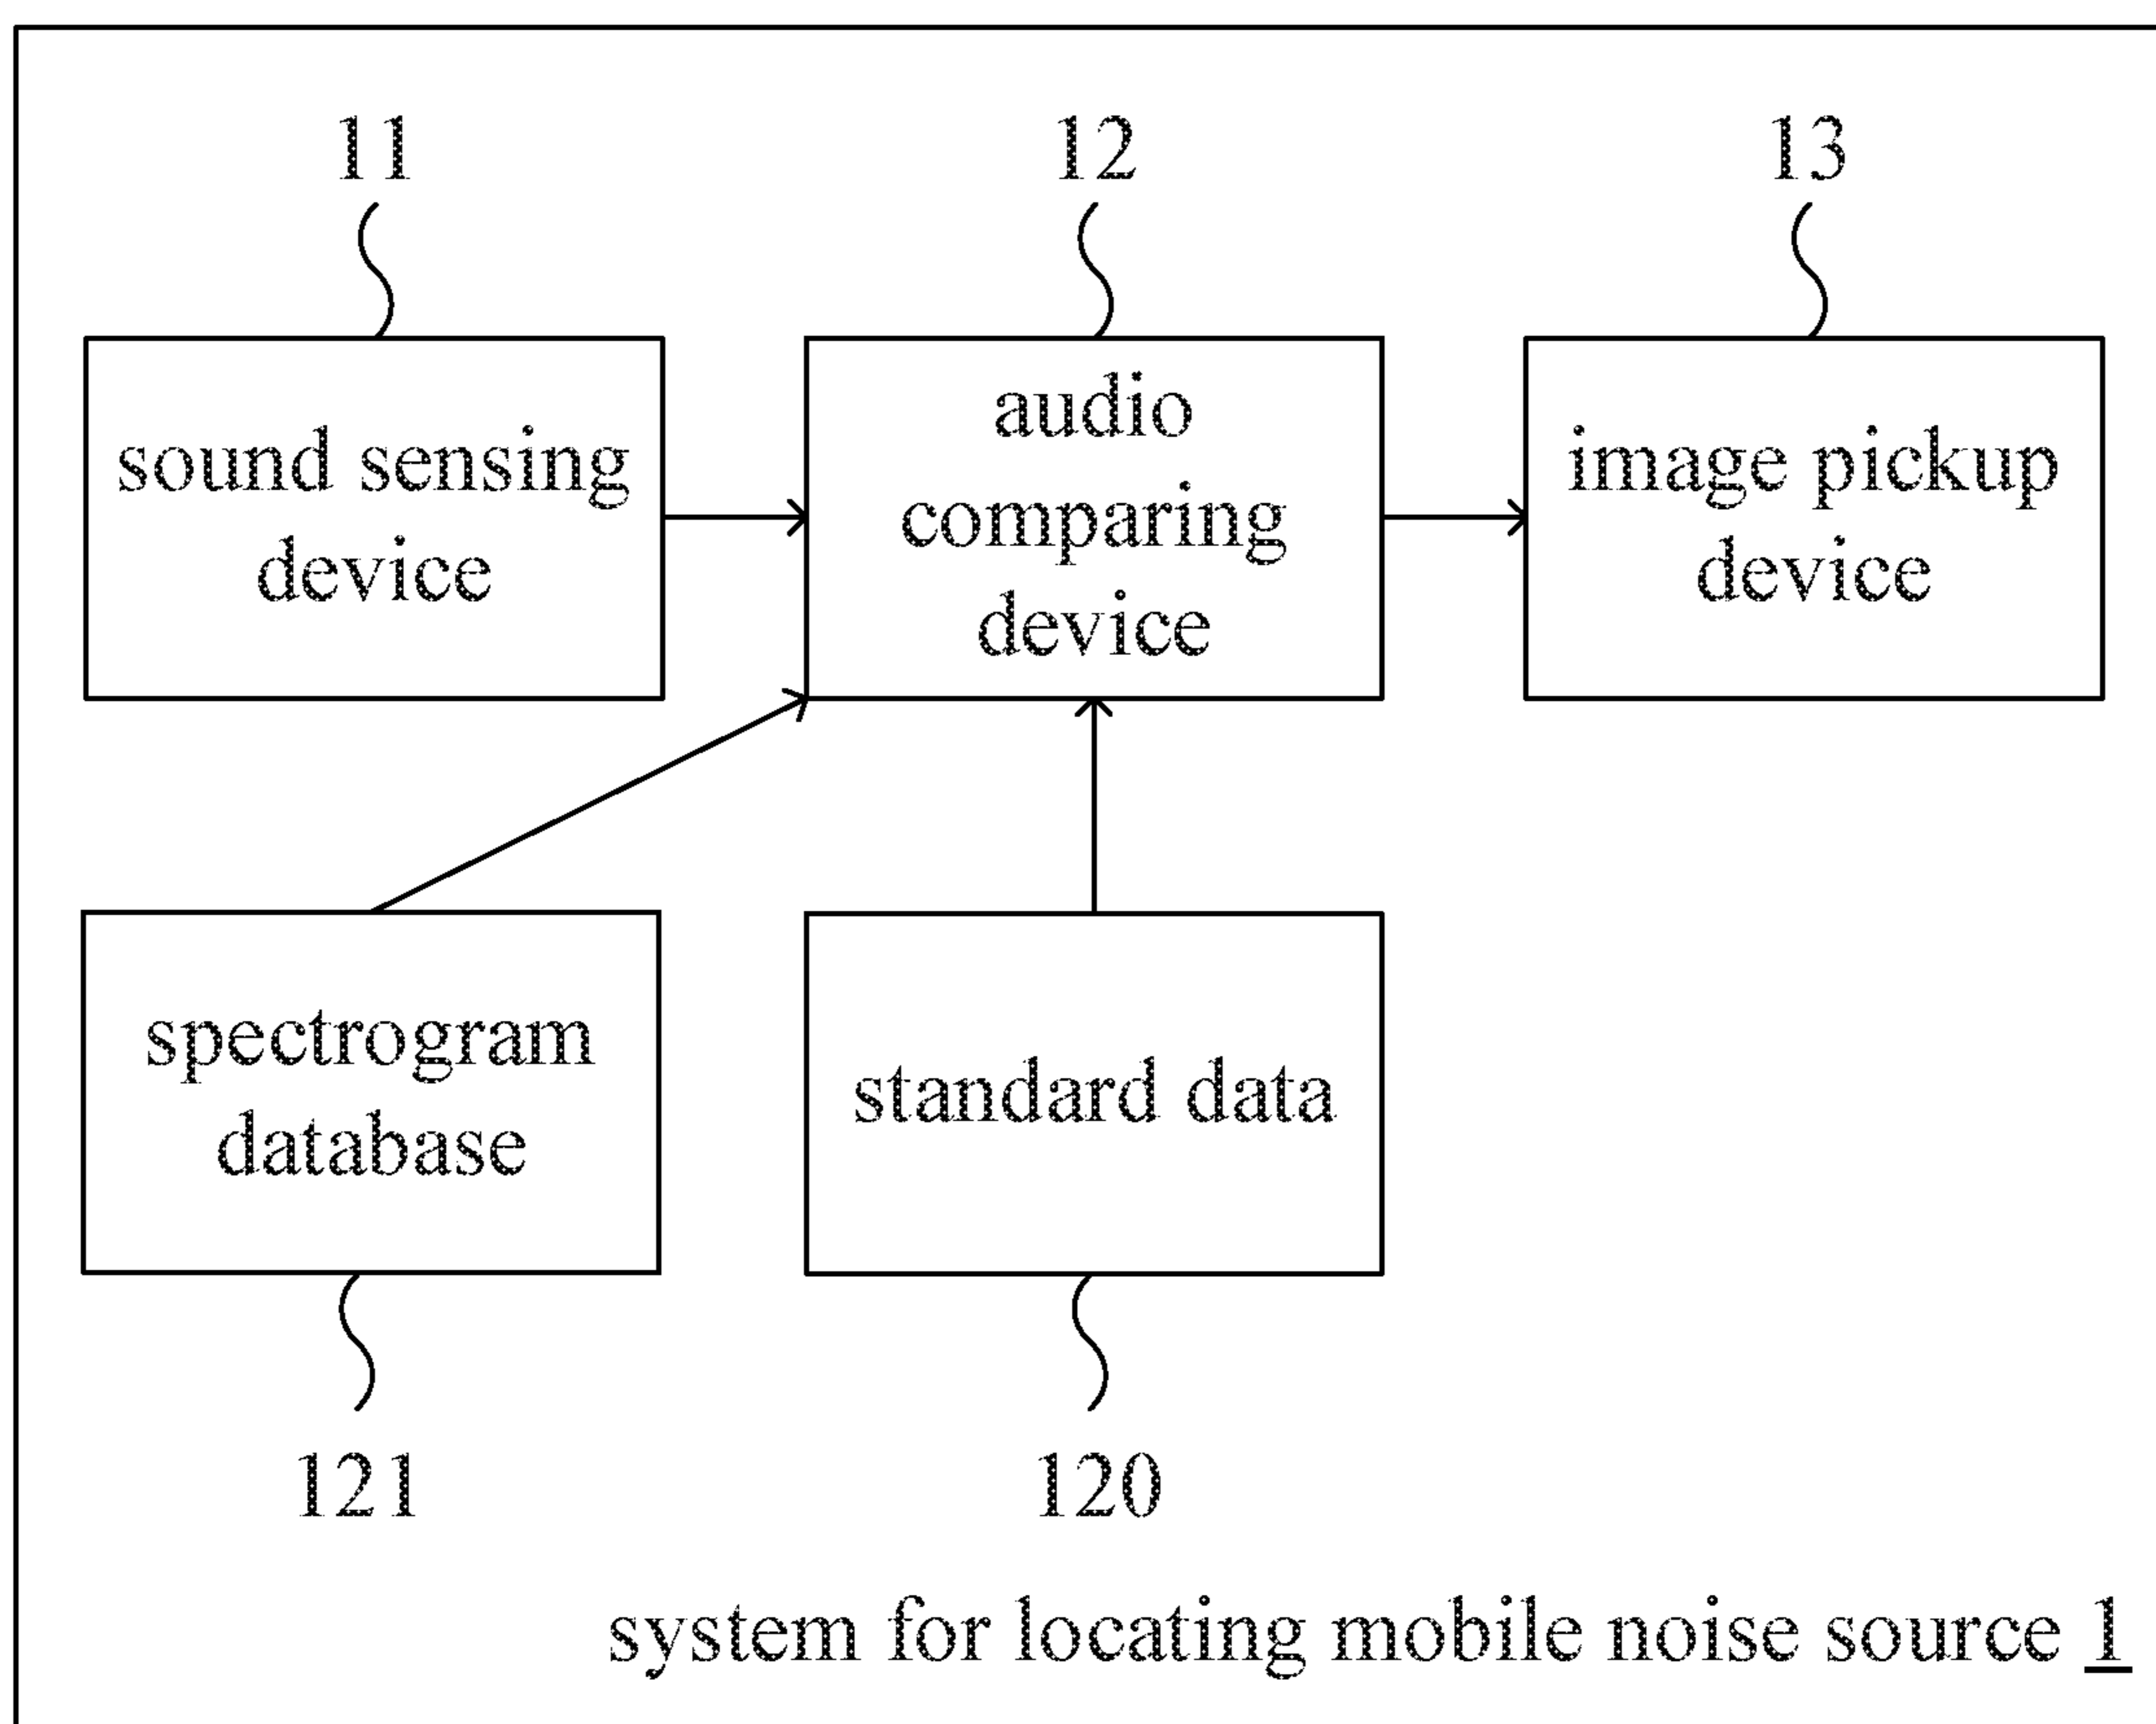 11
12
13
sound sensing
device
audio
comparing
device
image pickup
device
spectrogram
database
standard data
121
120
system for locating mobile noise source 1